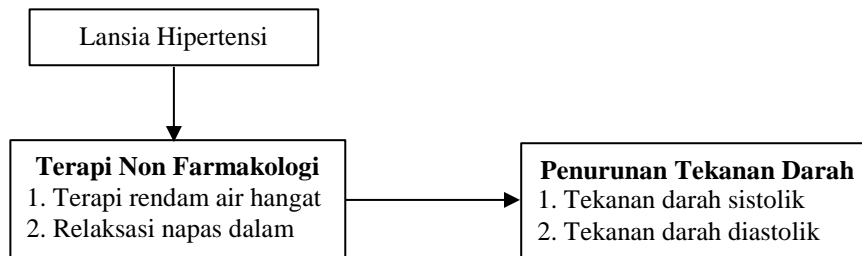 Lansia Hipertensi
Terapi Non Farmakologi
1. Terapi rendam air hangat
2. Relaksasi napas dalam
Penurunan Tekanan Darah
1. Tekanan darah sistolik
2. Tekanan darah diastolik